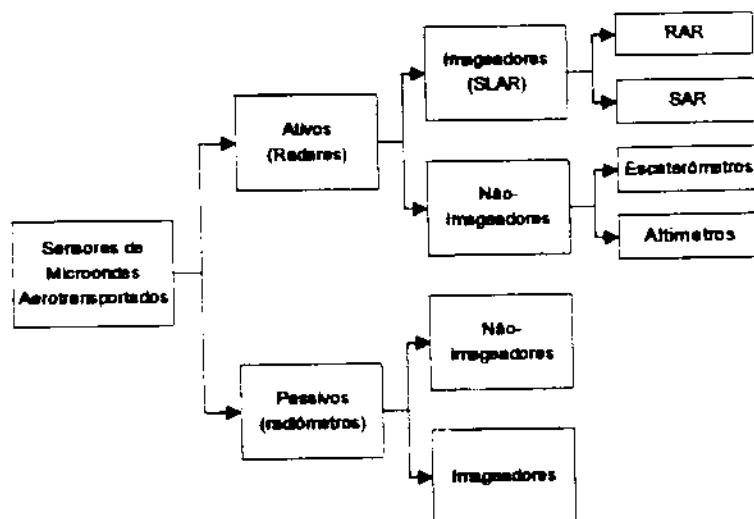 Sensores de
Microondas
Aerotransportados
Ativos
(Radares)
Imageadores
(SLAR)
RAR
SAR
Não-
Imageadores
Escaterômetros
Altímetros
Passivos
(radiômetros)
Não-
imageadores
Imageadores